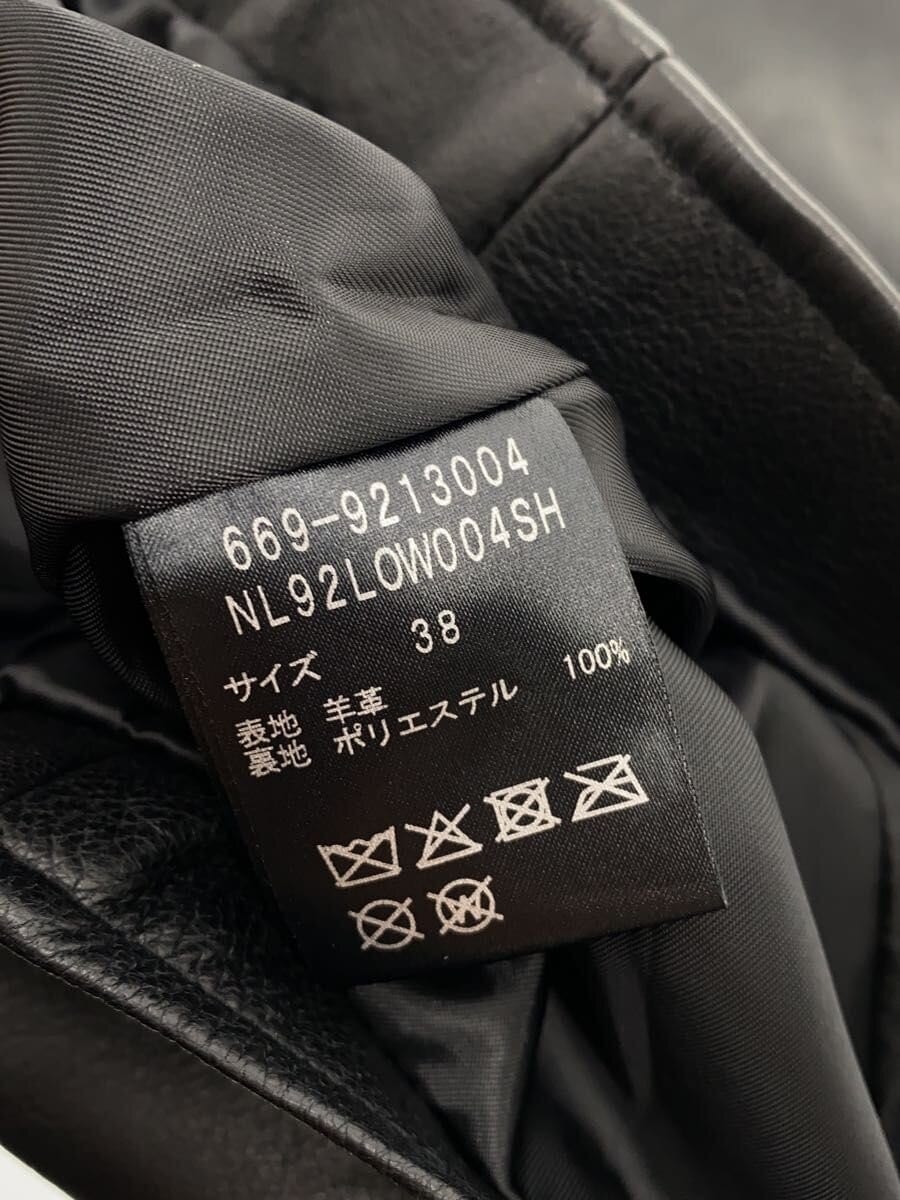 669-9213004
NL92LOW004SH
サイズ 38
表地 羊革
裏地 ポリエステル 100%
W